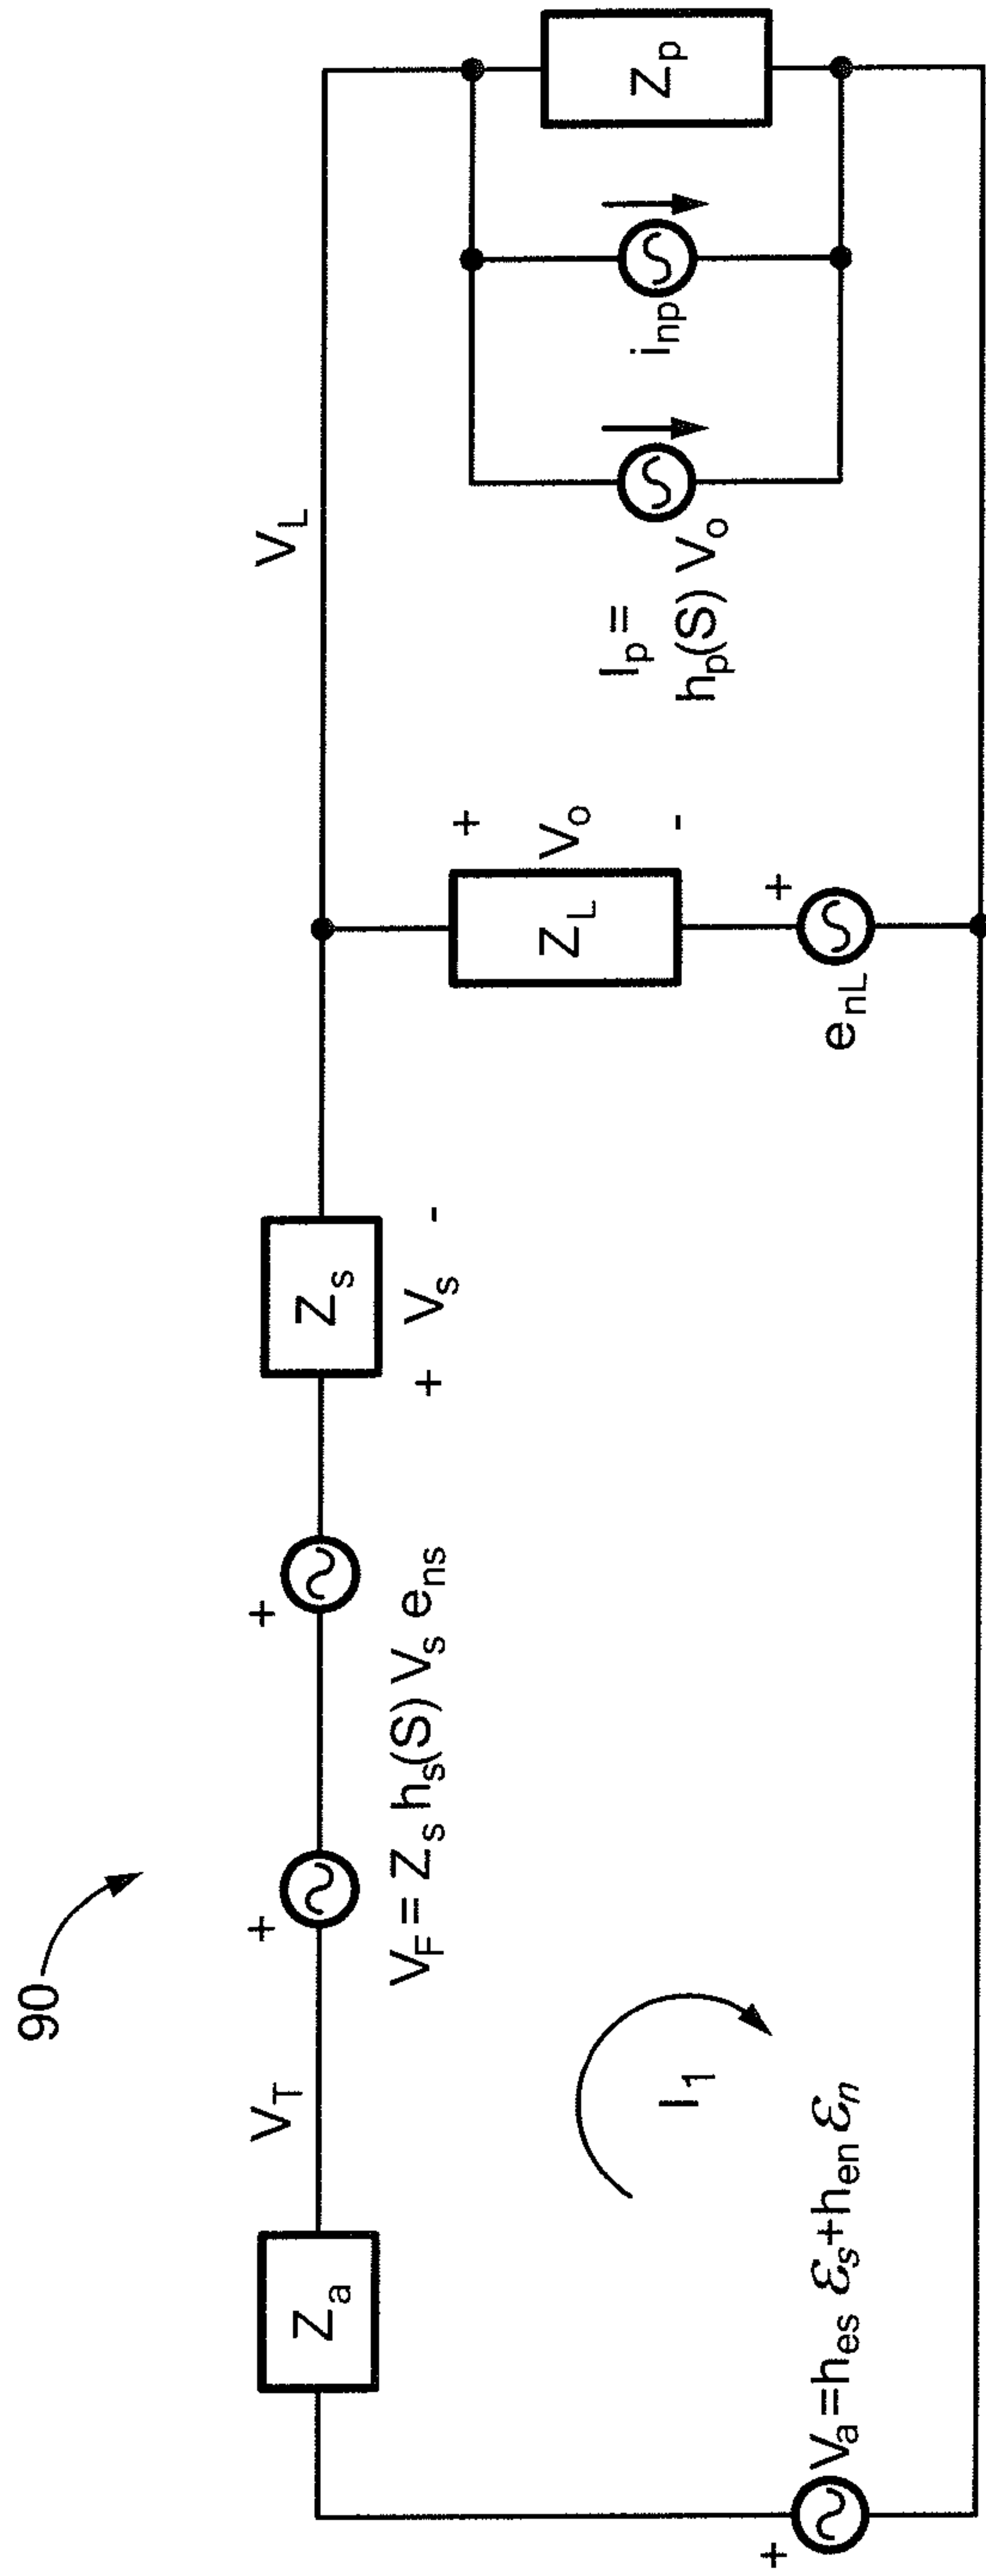 90
V_T
V_L
+
+
Z_a
Z_s
V_F = Z_s h_s(S) V_s e_ns
+ V_s -
I_1
+
V_a = h_es ℰ_s + h_en ℰ_n
+
V_o
-
Z_L
+
e_nL
I_p =
h_p(S) V_o
i_np
Z_p